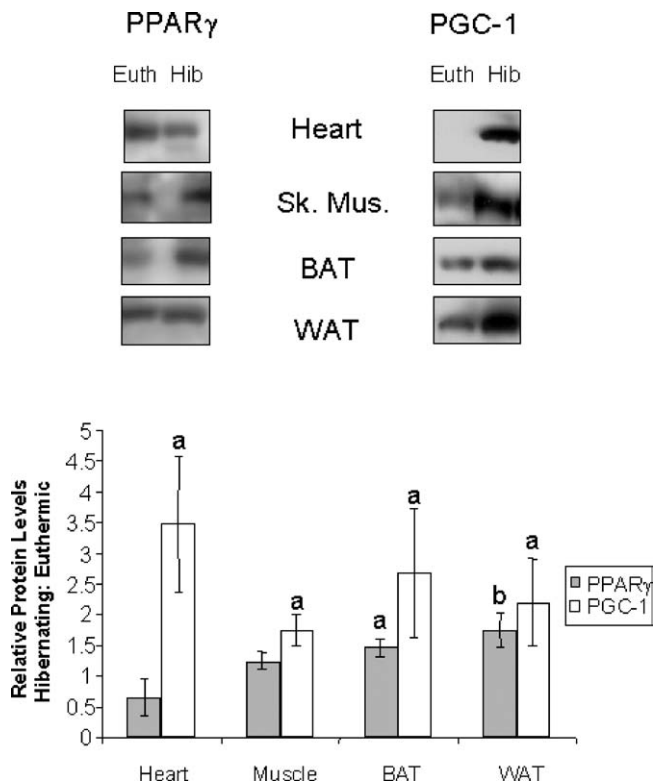 PPARγ PGC-1
Euth Hib Euth Hib
Heart
Sk. Mus.
BAT
WAT
Relative Protein Levels
Hibernating: Euthermic
5
4.5
4
3.5
3
2.5
2
1.5
1
0.5
0
a
a
a
a
b
a
PPARγ
PGC-1
Heart Muscle BAT WAT